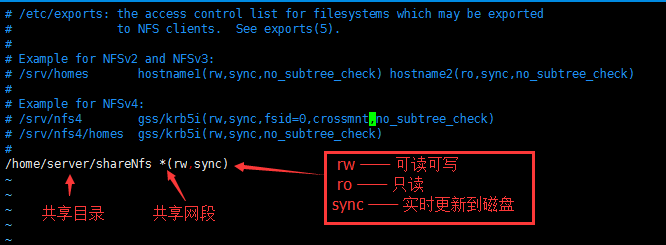 # /etc/exports: the access control list for filesystems which may be exported
#               to NFS clients.  See exports(5).
#
# Example for NFSv2 and NFSv3:
# /srv/homes       hostname1(rw,sync,no_subtree_check) hostname2(ro,sync,no_subtree_check)
#
# Example for NFSv4:
# /srv/nfs4        gss/krb5i(rw,sync,fsid=0,crossmnt,no_subtree_check)
# /srv/nfs4/homes  gss/krb5i(rw,sync,no_subtree_check)
#
/home/server/shareNfs *(rw,sync)
~
~
~
~
~
共享目录
共享网段
rw —— 可读可写
ro —— 只读
sync —— 实时更新到磁盘